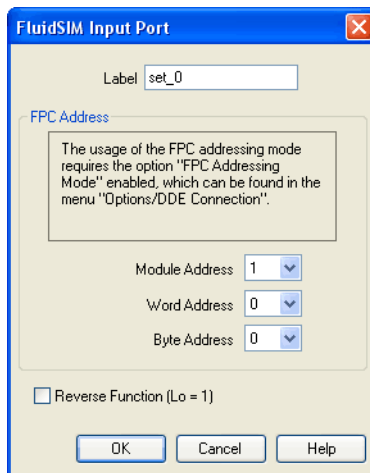 FluidSIM Input Port
Label set_0
FPC Address
The usage of the FPC addressing mode
requires the option "FPC Addressing
Mode" enabled, which can be found in the
menu "Options/DDE Connection".
Module Address 1
Word Address 0
Byte Address 0
Reverse Function (Lo = 1)
OK Cancel Help